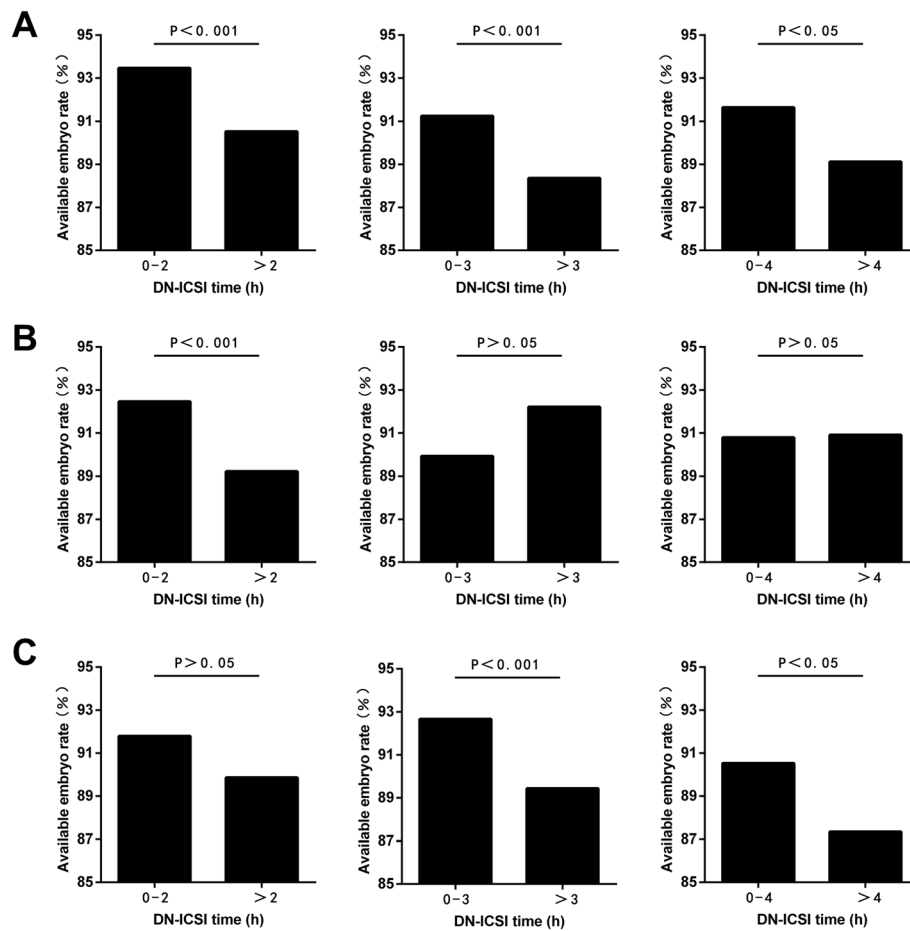 A
P<0.001
Available embryo rate (%)
95
93
91
89
87
85
0-2
>2
DN-ICSI time (h)
P<0.001
Available embryo rate (%)
95
93
91
89
87
85
0-3
>3
DN-ICSI time (h)
P<0.05
Available embryo rate (%)
95
93
91
89
87
85
0-4
>4
DN-ICSI time (h)
B
P<0.001
Available embryo rate (%)
95
93
91
89
87
85
0-2
>2
DN-ICSI time (h)
P>0.05
Available embryo rate (%)
95
93
91
89
87
85
0-3
>3
DN-ICSI time (h)
P>0.05
Available embryo rate (%)
95
93
91
89
87
85
0-4
>4
DN-ICSI time (h)
C
P>0.05
Available embryo rate (%)
95
93
91
89
87
85
0-2
>2
DN-ICSI time (h)
P<0.001
Available embryo rate (%)
95
93
91
89
87
85
0-3
>3
DN-ICSI time (h)
P<0.05
Available embryo rate (%)
95
93
91
89
87
85
0-4
>4
DN-ICSI time (h)